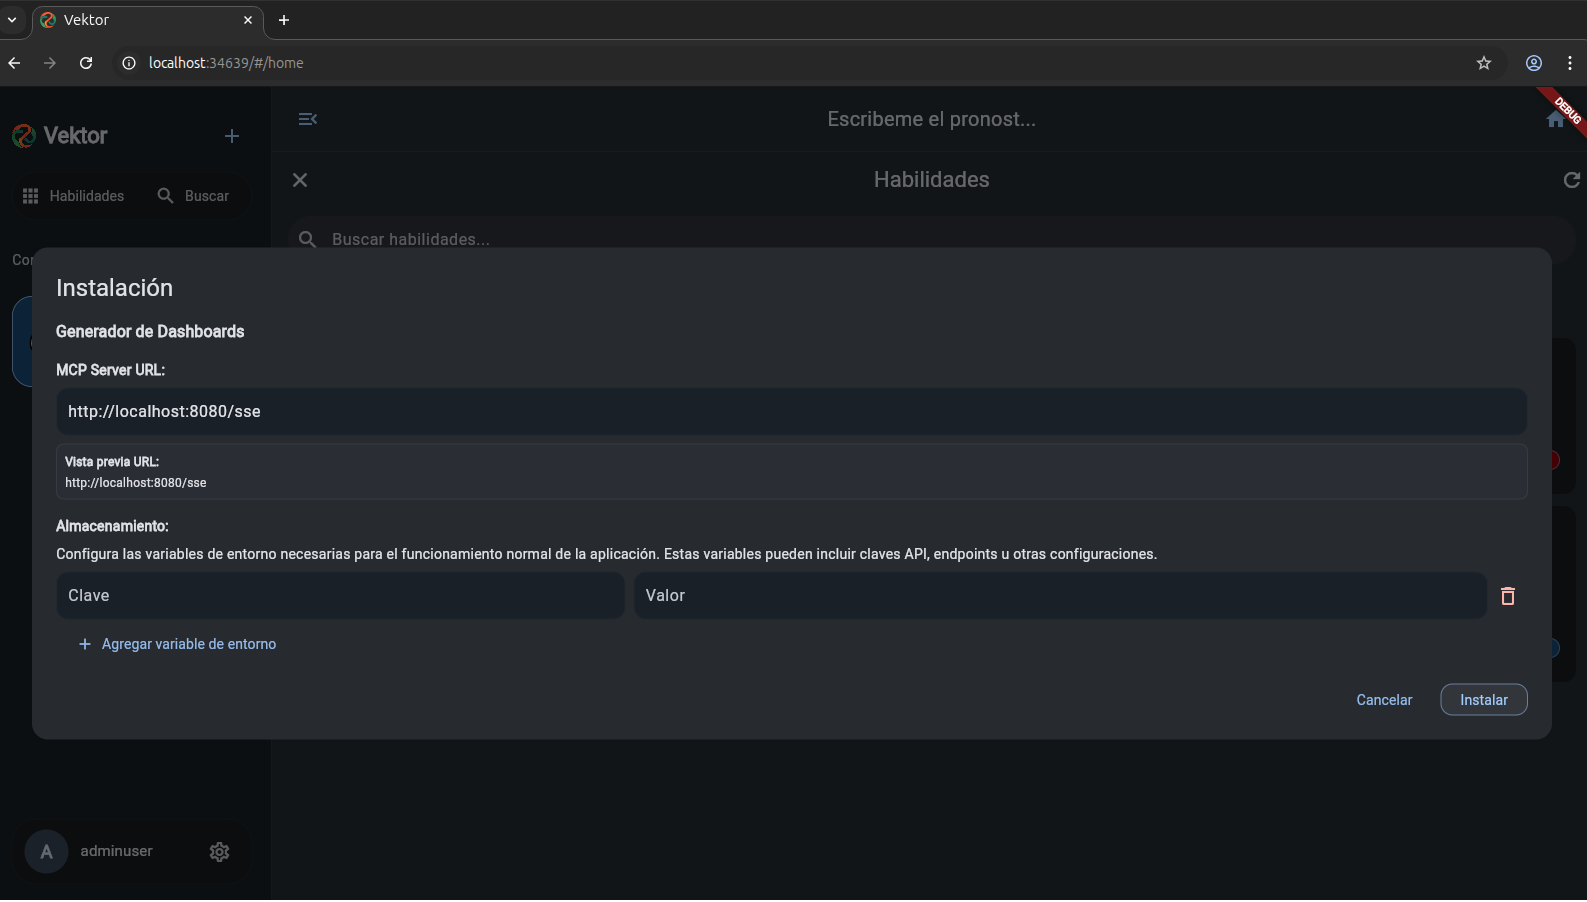 Vektor
localhost:34639/#/home
DEBUG
Vektor
Escribeme el pronost...
Habilidades
Buscar
Habilidades
Buscar habilidades...
Instalación
Generador de Dashboards
MCP Server URL:
http://localhost:8080/sse
Vista previa URL:
http://localhost:8080/sse
Almacenamiento:
Configura las variables de entorno necesarias para el funcionamiento normal de la aplicación. Estas variables pueden incluir claves API, endpoints u otras configuraciones.
Clave
Valor
Agregar variable de entorno
Cancelar
Instalar
A
adminuser